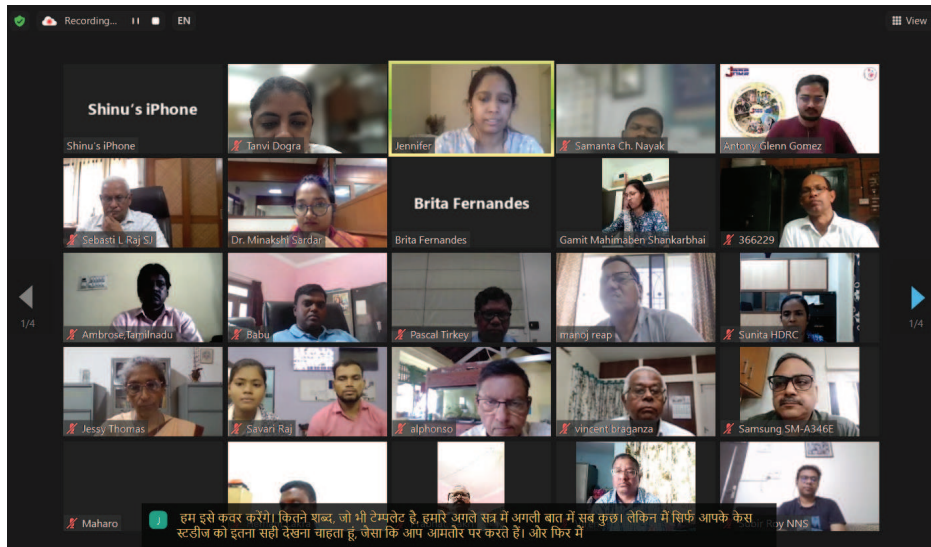 Recording...
EN
View
Shinu's iPhone
Shinu's iPhone
Tanvi Dogra
Jennifer
Samanta Ch. Nayak
Antony Glenn Gomez
Sebasti L Raj SJ
Dr. Minakshi Sardar
Brita Fernandes
Brita Fernandes
Gamit Mahimaben Shankarbhai
366229
1/4
Ambrose,Tamilnadu
Babu
Pascal Tirkey
manoj reap
Sunita HDRC
1/4
Jessy Thomas
Savari Raj
alphonso
vincent braganza
Samsung SM-A346E
Maharo
Roy NNS
J
हम इसे कवर करेंगे। कितने शब्द, जो भी टेम्पलेट है, हमारे अगले सत्र में अगली बात में सब कुछ। लेकिन में सिर्फ आपके केस
स्टडीज को इतना सही देखना चाहता हूं, जैसा कि आप आमतौर पर करते हैं। और फिर में